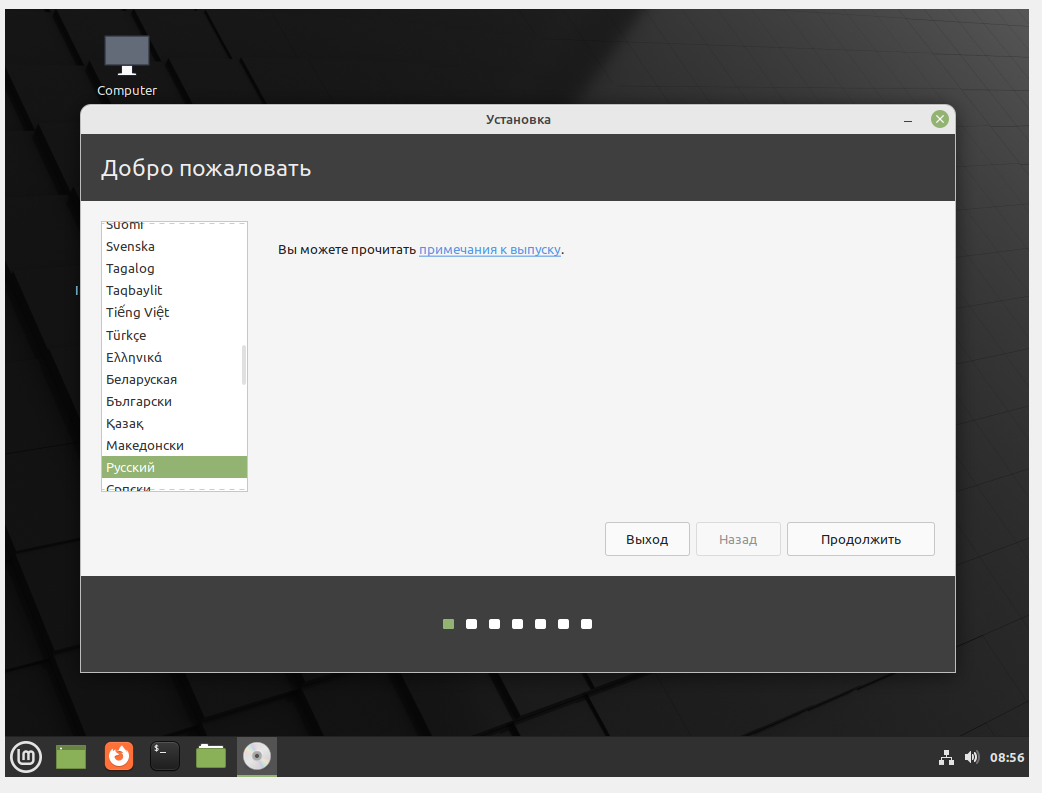 Computer
Установка
Добро пожаловать
Suomi
Svenska
Tagalog
Taqbaylit
Tiếng Việt
Türkçe
Ελληνικά
Беларуская
Български
Қазақ
Македонски
Русский
Српски
Вы можете прочитать примечания к выпуску.
Выход
Назад
Продолжить
08:56